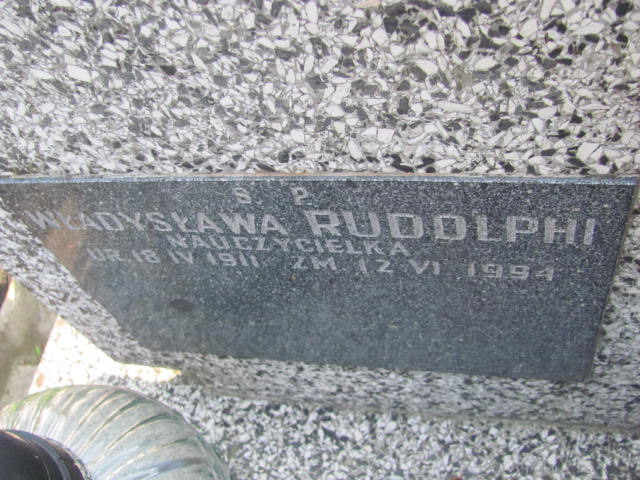 S. P.
WŁADYSŁAWA RUDOLPHI
NAUCZYCIELKA
UR. 18 IV 1911 ZM 12 VI 1994